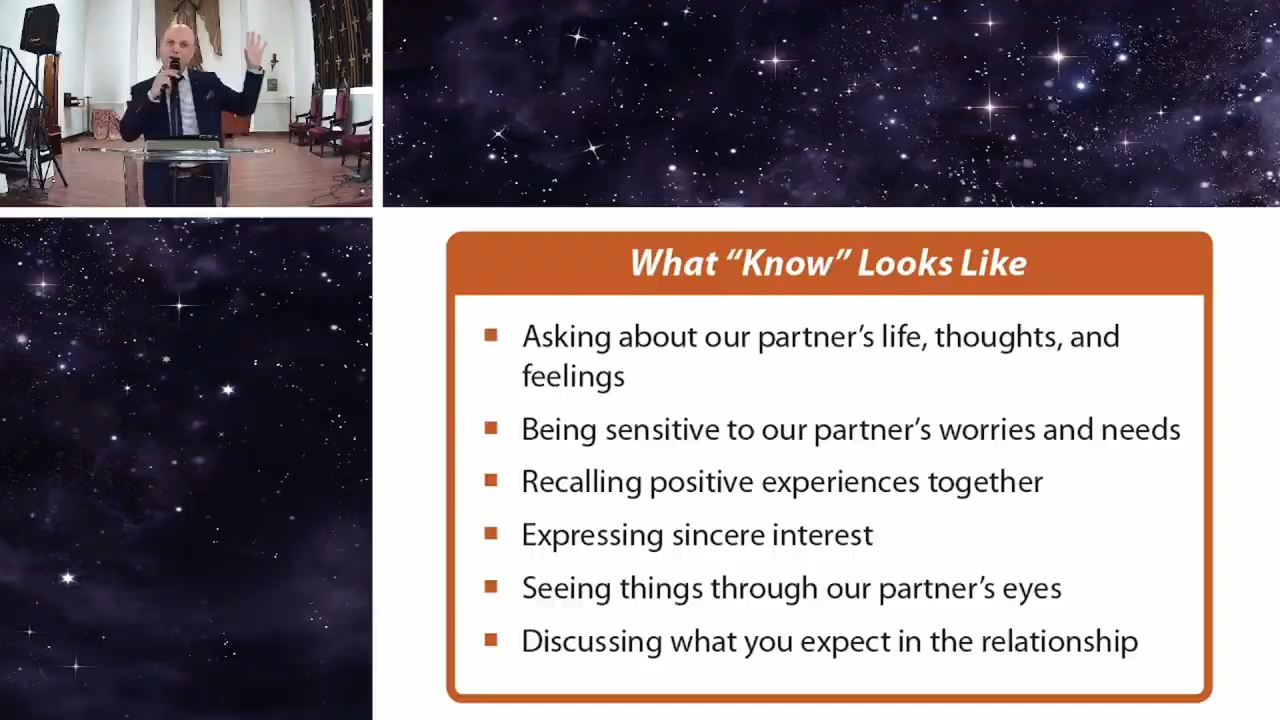 What “Know” Looks Like
▪ Asking about our partner’s life, thoughts, and
feelings
▪ Being sensitive to our partner’s worries and needs
▪ Recalling positive experiences together
▪ Expressing sincere interest
▪ Seeing things through our partner’s eyes
▪ Discussing what you expect in the relationship